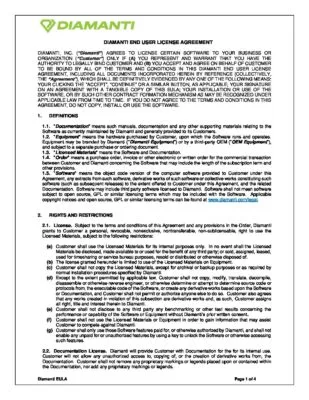 DIAMANTI
DIAMANTI END USER LICENSE AGREEMENT
DIAMANTI, INC. ("Diamanti") AGREES TO LICENSE CERTAIN SOFTWARE TO YOUR BUSINESS OR
ORGANIZATION ("Customer") ONLY IF (A) YOU REPRESENT AND WARRANT THAT YOU HAVE THE
AUTHORITY TO LEGALLY BIND CUSTOMER AND (B) YOU ACCEPT AND AGREE ON BEHALF OF CUSTOMER
TO BE BOUND BY ALL OF THE TERMS AND CONDITIONS IN THIS DIAMANTI END USER LICENSE
AGREEMENT, INCLUDING ALL DOCUMENTS INCORPORATED HEREIN BY REFERENCE (COLLECTIVELY,
THE "Agreement"), WHICH SHALL BE DEFINITIVELY EVIDENCED BY ANY ONE OF THE FOLLOWING MEANS:
YOUR CLICKING THE "ACCEPT", "CONTINUE" OR A SIMILAR BUTTON, AS APPLICABLE; YOUR SIGNATURE
ON AN AGREEMENT WITH A TANGIBLE COPY OF THIS EULA; YOUR INSTALLATION OR USE OF THE
SOFTWARE; OR BY SUCH OTHER CONTRACT FORMATION MECHANISM AS MAY BE RECOGNIZED UNDER
APPLICABLE LAW FROM TIME TO TIME. IF YOU DO NOT AGREE TO THE TERMS AND CONDITIONS IN THIS
AGREEMENT, DO NOT COPY, INSTALL OR USE THE SOFTWARE.
1. DEFINITIONS
1.1. "Documentation" means such manuals, documentation and any other supporting materials relating to the
Software as currently maintained by Diamanti and generally provided to its Customers.
1.2. "Equipment" means the hardware purchased by Customer, upon which the Software runs and operates.
Equipment may be branded by Diamanti ("Diamanti Equipment") or by a third-party OEM ("OEM Equipment"),
and subject to a separate purchase or ordering document.
1.3. "Licensed Materials" means the Software and Documentation.
1.4. "Order" means a purchase order, invoice or other electronic or written order for the commercial transaction
between Customer and Diamanti concerning the Software that may include the length of the subscription term and
other provisions.
1.5. "Software" means the object code version of the computer software provided to Customer under this
Agreement, any extracts from such software, derivative works of such software or collective works constituting such
software (such as subsequent releases) to the extent offered to Customer under this Agreement, and the related
Documentation. Software may include third party software licensed to Diamanti. Software shall not mean software
subject to open source, GPL or similar licensing terms which may be included with the Software. Applicable
copyright notices and open source, GPL or similar licensing terms can be found at www.diamanti.com/legal.
2. RIGHTS AND RESTRICTIONS
2.1. License. Subject to the terms and conditions of this Agreement and any provisions in the Order, Diamanti
grants to Customer a personal, revocable, nonexclusive, nontransferable, non-sublicensable, right to use the
Licensed Materials, subject to the following restrictions:
(a) Customer shall use the Licensed Materials for its internal purposes only. In no event shall the Licensed
Materials be disclosed, made available to or used for the benefit of any third party; or sold, assigned, leased,
used for timesharing or service bureau purposes, resold or distributed or otherwise disposed of.
(b) The license granted hereunder is limited to use of the Licensed Materials on Equipment.
(c) Customer shall not copy the Licensed Materials, except for archival or backup purposes or as required by
normal installation procedures specified by Diamanti.
(d) Except to the extent permitted by applicable law, Customer shall not copy, modify, translate, decompile,
disassemble or otherwise reverse engineer, or otherwise determine or attempt to determine source code or
protocols from, the executable code of the Software, or create any derivative works based upon the Software
or Documentation, and Customer shall not permit or authorize anyone else to do so. Customer also agrees
that any works created in violation of this subsection are derivative works and, as such, Customer assigns
all right, title and interest therein to Diamanti.
(e) Customer shall not disclose to any third party any benchmarking or other test results concerning the
performance or capability of the Software or Equipment without Diamanti's prior written consent.
(f) Customer shall not use the Licensed Materials or Equipment in order to gain information that may assist
Customer to compete against Diamanti.
(g) Customer shall only use those Software features paid for, or otherwise authorized by Diamanti, and shall not
enable any unpaid for or unauthorized features by using a key to unlock the Software or otherwise accessing
such features.
2.2. Documentation License. Diamanti will provide Customer with Documentation for the its internal use.
Customer will not allow any unauthorized access to, copying of, or the creation of derivative works from, the
Documentation. Customer shall not remove any proprietary markings or legends placed upon or contained within
the Documentation, nor add any proprietary markings or legends.
Diamanti EULA
Page 1 of 4